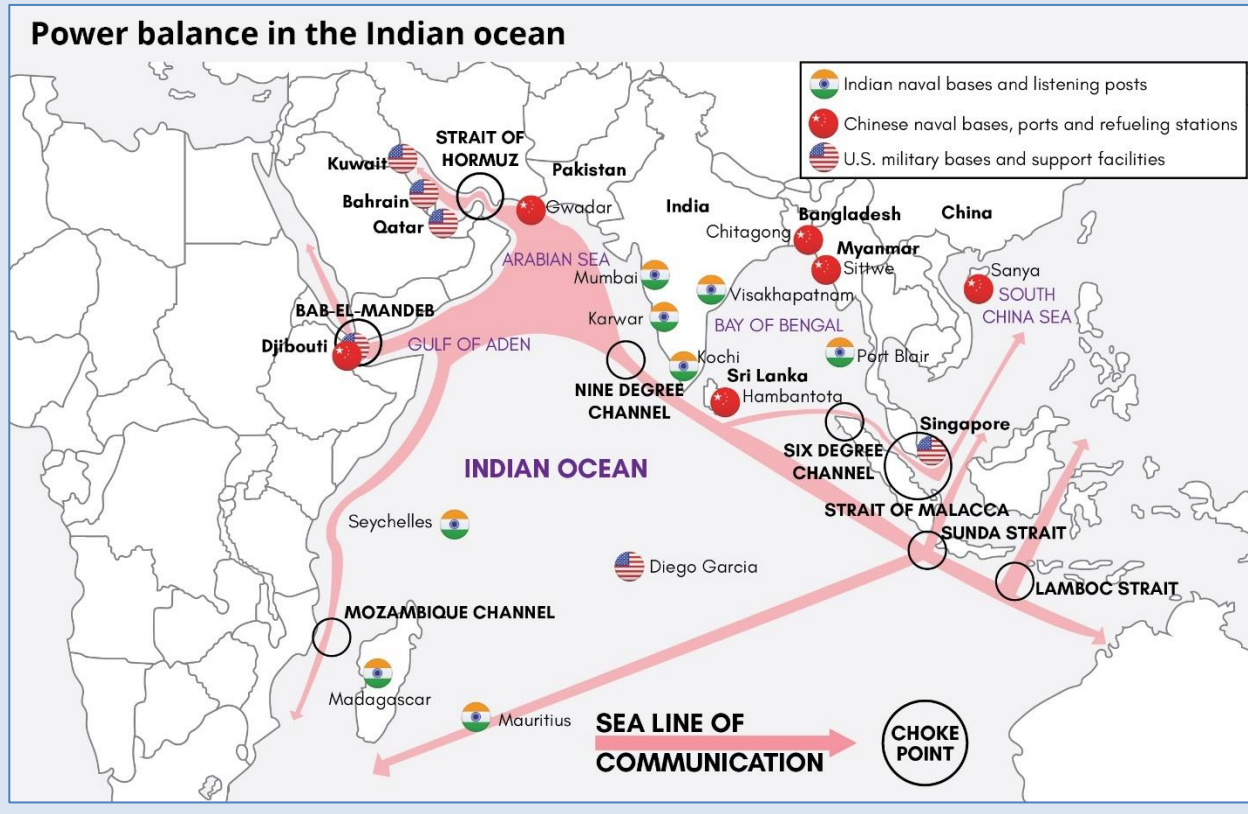 Power balance in the Indian ocean
Indian naval bases and listening posts
Chinese naval bases, ports and refueling stations
U.S. military bases and support facilities
STRAIT OF
HORMUZ
Kuwait
Bahrain
Qatar
Pakistan
Gwadar
India
Bangladesh
Chitagong
China
Myanmar
Sittwe
Sanya
SOUTH
CHINA SEA
ARABIAN SEA
Mumbai
Visakhapatnam
Karwar
BAY OF BENGAL
BAB-EL-MANDEB
Djibouti
GULF OF ADEN
Kochi
Port Blair
NINE DEGREE
CHANNEL
Sri Lanka
Hambantota
Singapore
SIX DEGREE
CHANNEL
INDIAN OCEAN
STRAIT OF MALACCA
SUNDA STRAIT
Seychelles
Diego Garcia
LAMBOC STRAIT
MOZAMBIQUE CHANNEL
Madagascar
Mauritius
SEA LINE OF
COMMUNICATION
CHOKE
POINT